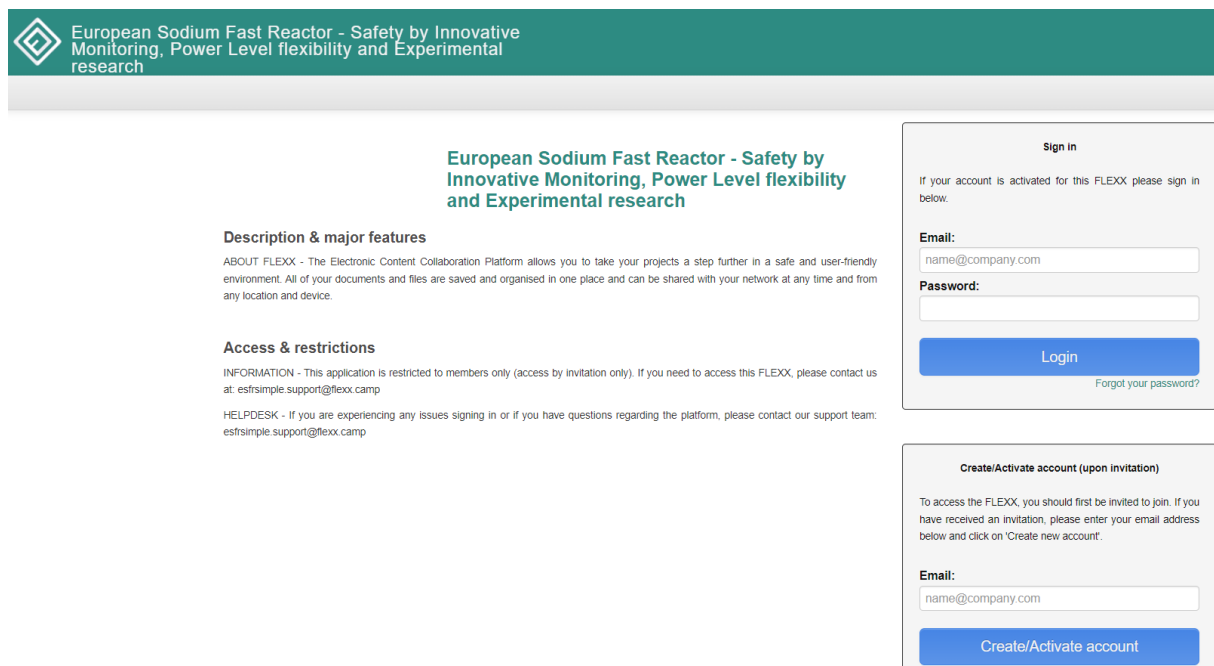 European Sodium Fast Reactor - Safety by Innovative
Monitoring, Power Level flexibility and Experimental
research
European Sodium Fast Reactor - Safety by
Innovative Monitoring, Power Level flexibility
and Experimental research
Description & major features
ABOUT FLEXX - The Electronic Content Collaboration Platform allows you to take your projects a step further in a safe and user-friendly
environment. All of your documents and files are saved and organised in one place and can be shared with your network at any time and from
any location and device.
Access & restrictions
INFORMATION - This application is restricted to members only (access by invitation only). If you need to access this FLEXX, please contact us
at: esfrsimple.support@flexx.camp
HELPDESK - If you are experiencing any issues signing in or if you have questions regarding the platform, please contact our support team:
esfrsimple.support@flexx.camp
Sign in
If your account is activated for this FLEXX please sign in
below.
Email:
name@company.com
Password:
Login
Forgot your password?
Create/Activate account (upon invitation)
To access the FLEXX, you should first be invited to join. If you
have received an invitation, please enter your email address
below and click on 'Create new account'.
Email:
name@company.com
Create/Activate account